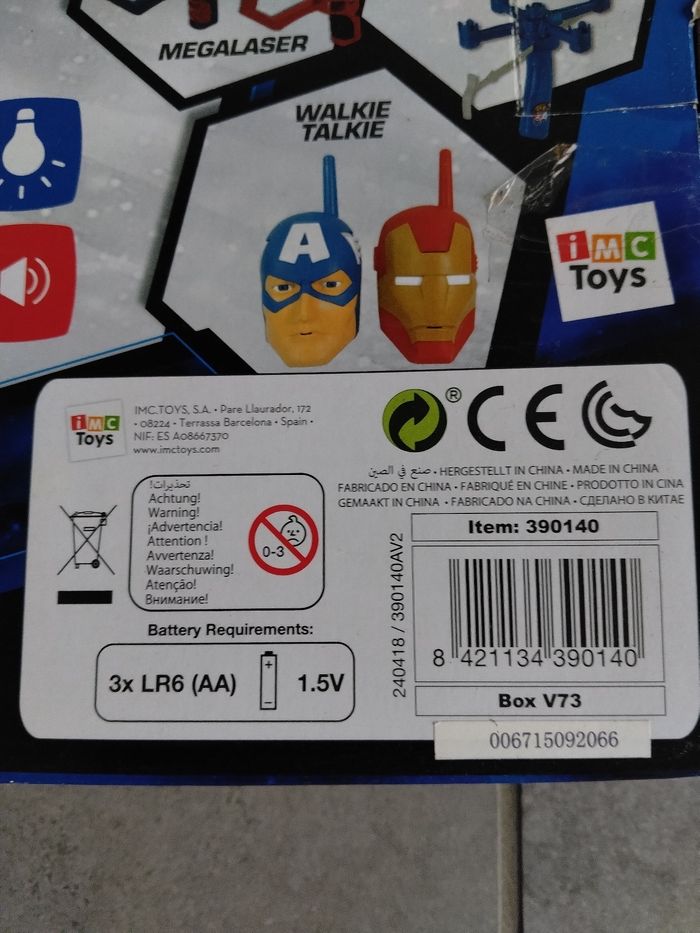 MEGALASER
WALKIE
TALKIE
A
imc
Toys
imc
Toys
IMC.TOYS, S.A. • Pare Llaurador, 172
• 08224 • Terrassa Barcelona • Spain •
NIF: ES A08667370
www.imctoys.com
®
CE
صنع في الصين • HERGESTELLT IN CHINA • MADE IN CHINA
FABRICADO EN CHINA • FABRIQUÉ EN CHINE • PRODOTTO IN CINA
GEMAAKT IN CHINA • FABRICADO NA CHINA • СДЕЛАНО В КИТАЕ
تحذيرات!
Achtung!
Warning!
¡Advertencia!
Attention !
Avvertenza!
Waarschuwing!
Atenção!
Внимание!
0-3
Battery Requirements:
3x LR6 (AA)
+
-
1.5V
240418 / 390140AV2
Item: 390140
8 421134 390140
Box V73
006715092066